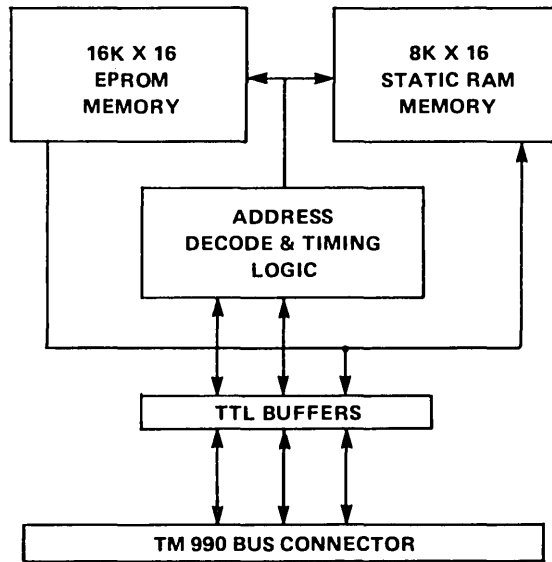 16K X 16
EPROM
MEMORY
8K X 16
STATIC RAM
MEMORY
ADDRESS
DECODE & TIMING
LOGIC
TTL BUFFERS
TM 990 BUS CONNECTOR